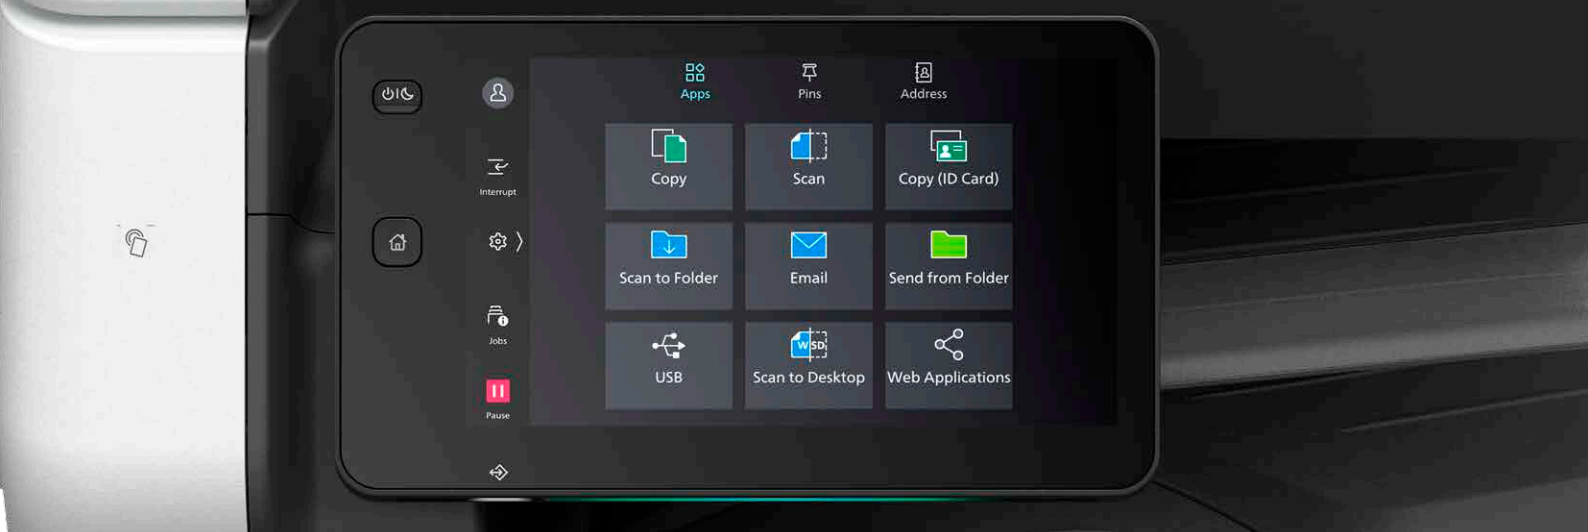 Apps
Pins
Address
Interrupt
Jobs
Pause
Copy
Scan
Copy (ID Card)
Scan to Folder
Email
Send from Folder
USB
WSD
Scan to Desktop
Web Applications